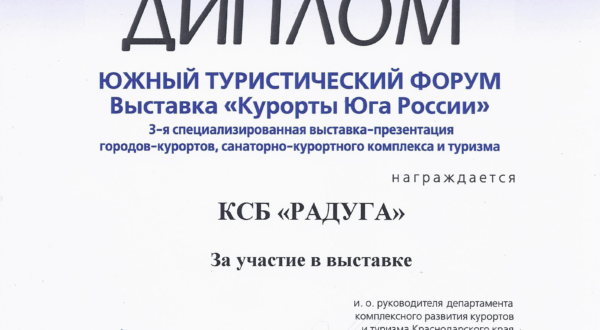 ДИПЛОМ
ЮЖНЫЙ ТУРИСТИЧЕСКИЙ ФОРУМ
Выставка «Курорты Юга России»
3-я специализированная выставка-презентация
городов-курортов, санаторно-курортного комплекса и туризма
награждается
КСБ «РАДУГА»
За участие в выставке
и. о. руководителя департамента
комплексного развития курортов
и туризма Краснодарского края